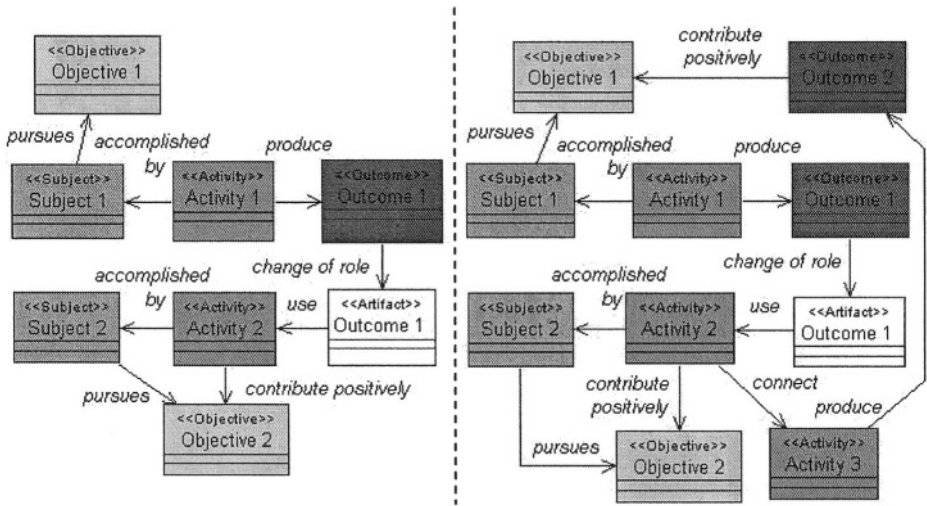 <<Objective>>
Objective 1
pursues
accomplished
by
produce
<<Subject>>
Subject 1
<<Activity>>
Activity 1
<<Outcome>>
Outcome 1
change of role
accomplished
by
use
<<Subject>>
Subject 2
<<Activity>>
Activity 2
<<Artifact>>
Outcome 1
pursues
contribute positively
<<Objective>>
Objective 2
contribute
positively
<<Objective>>
Objective 1
<<Outcome>>
Outcome 2
pursues
accomplished
by
produce
<<Subject>>
Subject 1
<<Activity>>
Activity 1
<<Outcome>>
Outcome 1
change of role
accomplished
by
use
<<Subject>>
Subject 2
<<Activity>>
Activity 2
<<Artifact>>
Outcome 1
contribute
positively
connect
produce
pursues
<<Objective>>
Objective 2
<<Activity>>
Activity 3